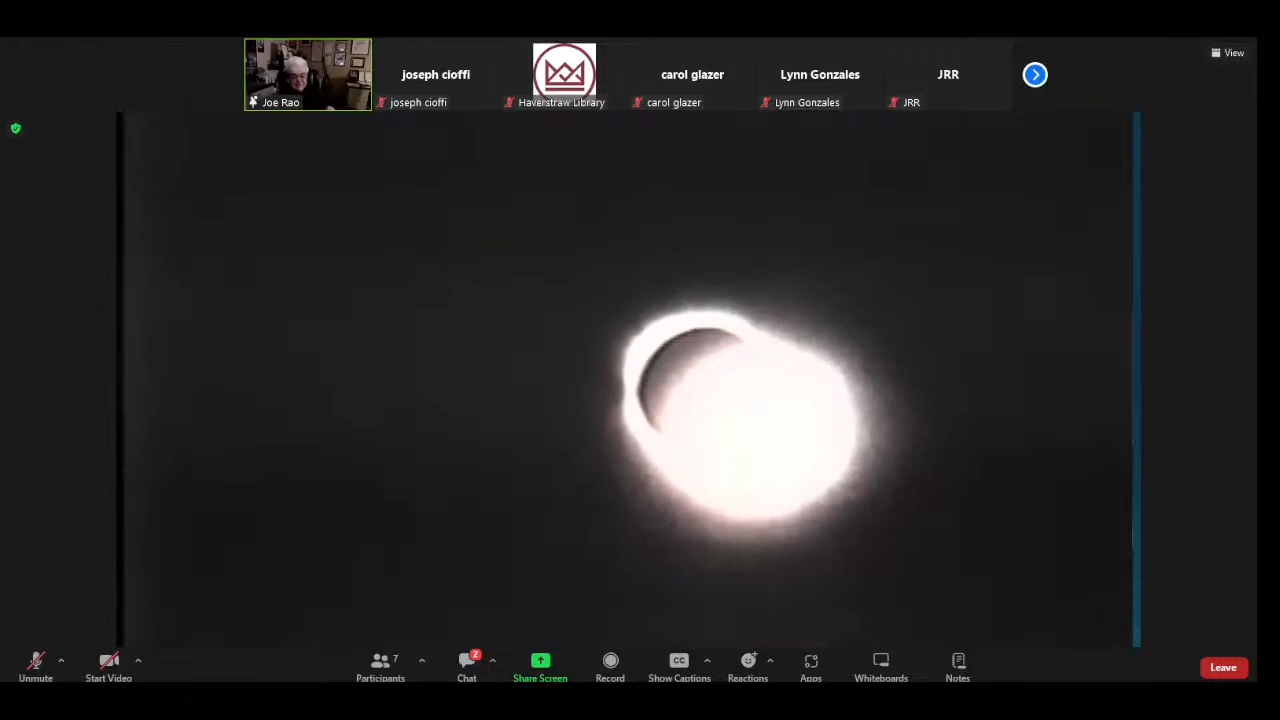 joseph cioffi
carol glazer
Lynn Gonzales
JRR
View
Joe Rao
joseph cioffi
Haverstraw Library
carol glazer
Lynn Gonzales
JRR
7
2
CC
Unmute
Start Video
Participants
Chat
Share Screen
Record
Show Captions
Reactions
Apps
Whiteboards
Notes
Leave